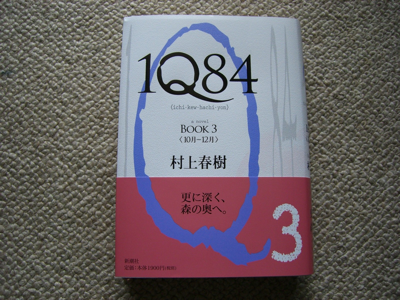 1Q84
(ichi-kew-hachi-yon)
a novel
BOOK 3
〈10月-12月〉
村上春樹
更に深く、
森の奥へ。
3
新潮社